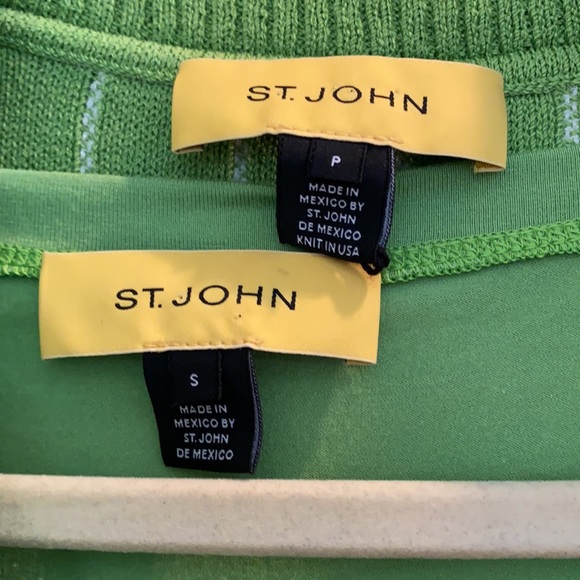 ST. JOHN
P
MADE IN
MEXICO BY
ST. JOHN
DE MEXICO
KNIT IN USA
ST. JOHN
S
MADE IN
MEXICO BY
ST. JOHN
DE MEXICO